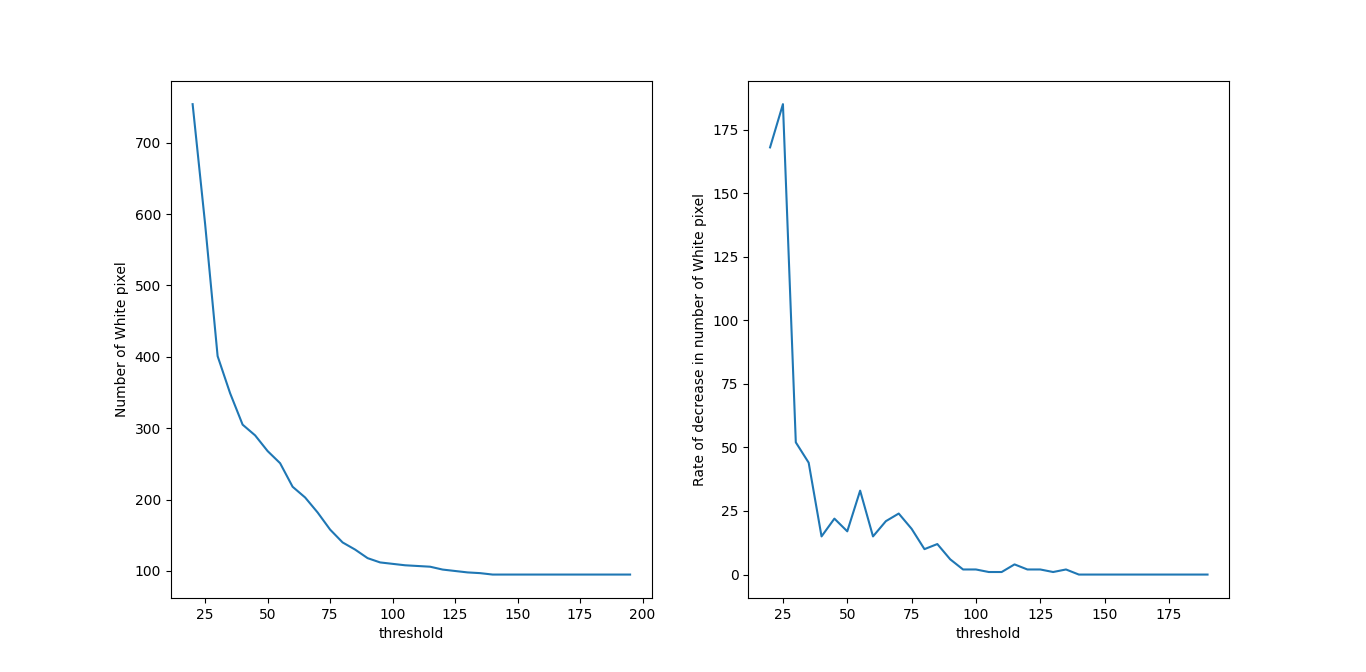 Number of White pixel
700
600
500
400
300
200
100
25 50 75 100 125 150 175 200
threshold
Rate of decrease in number of White pixel
175
150
125
100
75
50
25
0
25 50 75 100 125 150 175
threshold